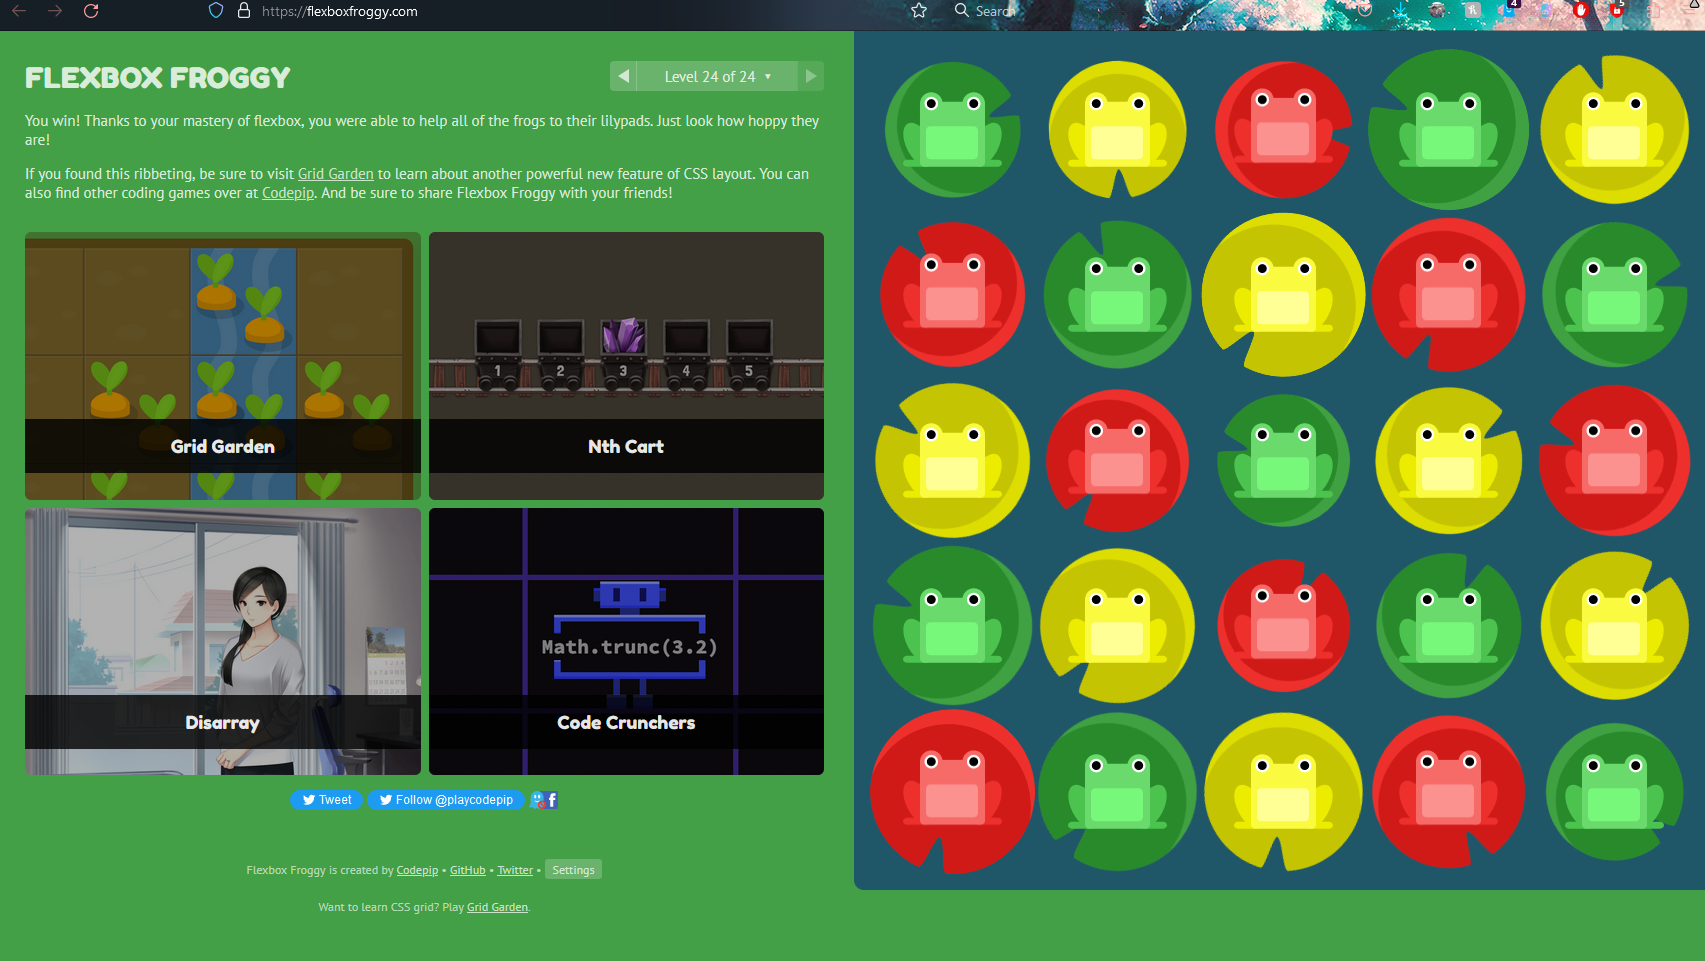 https://flexboxfroggy.com
Search
4
5
FLEXBOX FROGGY
Level 24 of 24
You win! Thanks to your mastery of flexbox, you were able to help all of the frogs to their lilypads. Just look how hoppy they
are!
If you found this ribbeting, be sure to visit Grid Garden to learn about another powerful new feature of CSS layout. You can
also find other coding games over at Codepip. And be sure to share Flexbox Froggy with your friends!
Grid Garden
1 2 3 4 5
Nth Cart
Disarray
Math.trunc(3.2)
Code Crunchers
Tweet
Follow @playcodepip
Flexbox Froggy is created by Codepip • GitHub • Twitter • Settings
Want to learn CSS grid? Play Grid Garden.